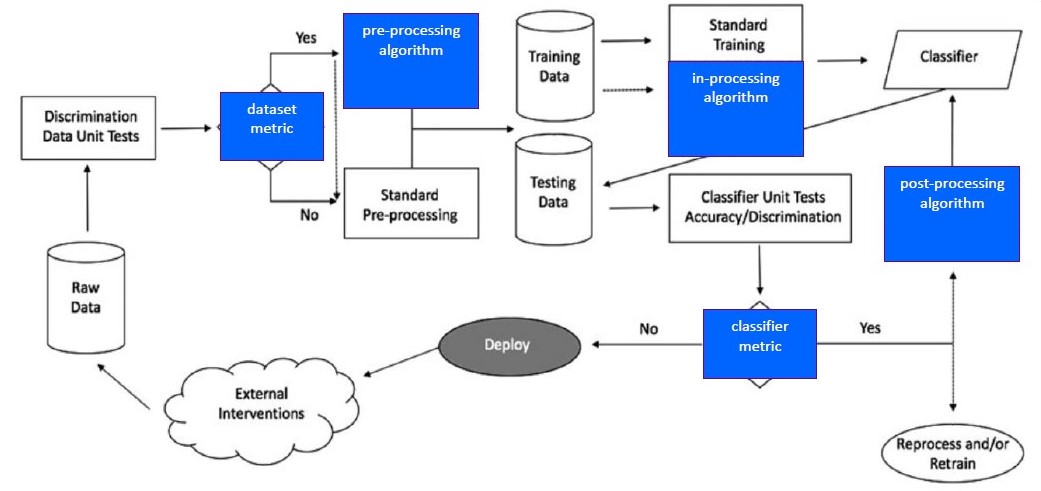 Yes
pre-processing
algorithm
Training
Data
Standard
Training
Classifier
Discrimination
Data Unit Tests
dataset
metric
in-processing
algorithm
No
Standard
Pre-processing
Testing
Data
Classifier Unit Tests
Accuracy/Discrimination
post-processing
algorithm
Raw
Data
Deploy
No
classifier
metric
Yes
External
Interventions
Reprocess and/or
Retrain